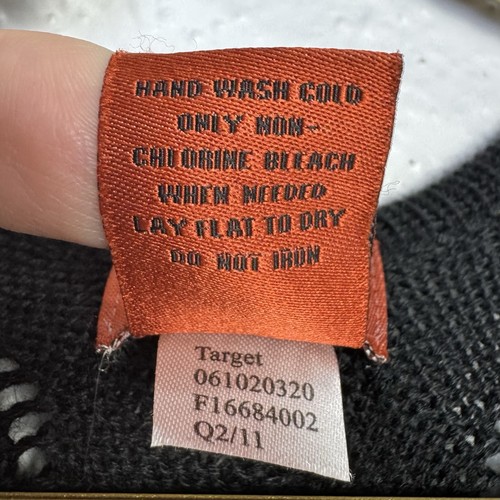 HAND WASH COLD
ONLY NON-
CHLORINE BLEACH
WHEN NEEDED
LAY FLAT TO DRY
DO NOT IRON
Target
061020320
F16684002
Q2/11